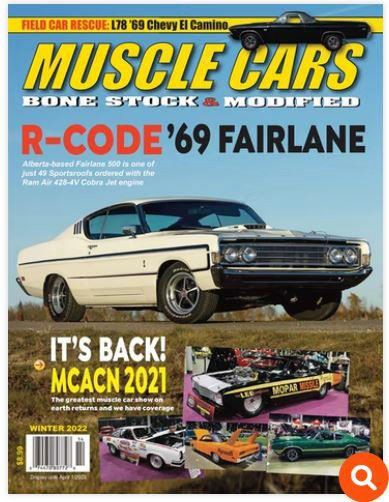 FIELD CAR RESCUE: L78 '69 Chevy El Camino
MUSCLE CARS
BONE STOCK & MODIFIED
R-CODE '69 FAIRLANE
Alberta-based Fairlane 500 is one of
just 49 Sportsroofs ordered with the
Ram Air 428-4V Cobra Jet engine
IT'S BACK!
MCACN 2021
The greatest muscle car show on
earth returns and we have coverage
LEE
MOPAR MISSILE
WINTER 2022
$8.99
Display until April 1/2022